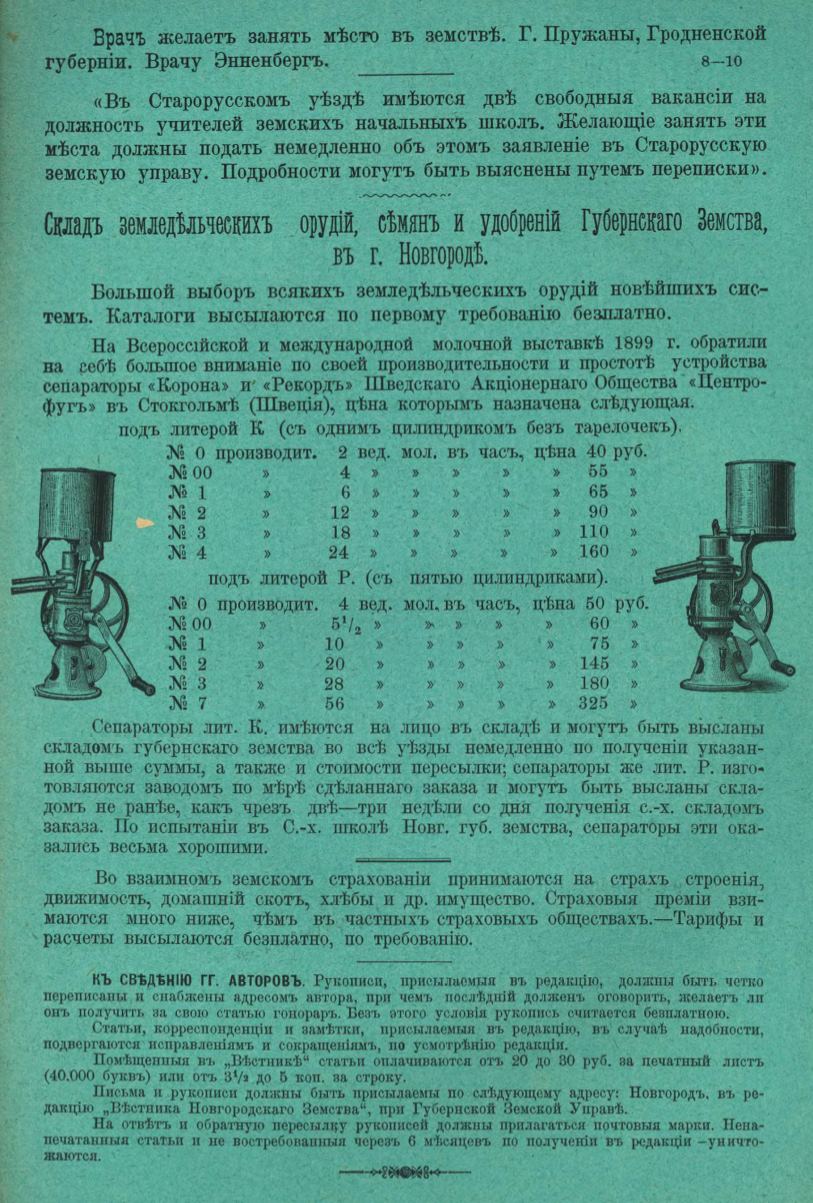 Врачъ желаетъ занять мѣсто въ земствѣ. Г. Пружаны, Гродненской
губерніи. Врачу Энненбергъ. 8—10
«Въ Старорусскомъ уѣздѣ имѣются двѣ свободныя вакансіи на
должность учителей земскихъ начальныхъ школъ. Желающіе занять эти
мѣста должны подать немедленно объ этомъ заявленіе въ Старорусскую
земскую управу. Подробности могутъ быть выяснены путемъ переписки».
Складъ земледѣльческихъ орудій, сѣмянъ и удобреній Губернскаго Земства,
въ г. Новгородѣ.
Большой выборъ всякихъ земледѣльческихъ орудій новѣйшихъ сис-
темъ. Каталоги высылаются по первому требованію безплатно.
На Всероссійской и международной молочной выставкѣ 1899 г. обратили
на себѣ большое вниманіе по своей производительности и простотѣ устройства
сепараторы «Корона» и «Рекордъ» Шведскаго Акціонернаго Общества «Центро-
фугъ» въ Стокгольмѣ (Швеція), цѣна которымъ назначена слѣдующая.
подъ литерой К (съ однимъ цилиндрикомъ безъ тарелочекъ).
№ 0 производит. 2 вед. мол. въ часъ, цѣна 40 руб.
№ 00 » 4 » » » » » 55 »
№ 1 » 6 » » » » » 65 »
№ 2 » 12 » » » » » 90 »
№ 3 » 18 » » » » » 110 »
№ 4 » 24 » » » » » 160 »
подъ литерой Р. (съ пятью цилиндриками).
№ 0 производит. 4 вед. мол. въ часъ, цѣна 50 руб.
№ 00 » 5½ » » » » » 60 »
№ 1 » 10 » » » » » 75 »
№ 2 » 20 » » » » » 145 »
№ 3 » 28 » » » » » 180 »
№ 7 » 56 » » » » » 325 »
Сепараторы лит. К. имѣются на лицо въ складѣ и могутъ быть высланы
складомъ губернскаго земства во всѣ уѣзды немедленно по полученіи указан-
ной выше суммы, а также и стоимости пересылки; сепараторы же лит. Р. изго-
товляются заводомъ по мѣрѣ сдѣланнаго заказа и могутъ быть высланы скла-
домъ не ранѣе, какъ чрезъ двѣ—три недѣли со дня полученія с.-х. складомъ
заказа. По испытаніи въ С.-х. школѣ Новг. губ. земства, сепараторы эти ока-
зались весьма хорошими.
Во взаимномъ земскомъ страхованіи принимаются на страхъ строенія,
движимость, домашній скотъ, хлѣбы и др. имущество. Страховыя преміи взи-
маются много ниже, чѣмъ въ частныхъ страховыхъ обществахъ.—Тарифы и
расчеты высылаются безплатно, по требованію.
КЪ СВѢДѢНІЮ ГГ. АВТОРОВЪ. Рукописи, присылаемыя въ редакцію, должны быть четко
переписаны и снабжены адресомъ автора, при чемъ послѣдній долженъ оговорить, желаетъ ли
онъ получить за свою статью гонораръ. Безъ этого условія рукопись считается безплатною.
Статьи, корреспонденціи и замѣтки, присылаемыя въ редакцію, въ случаѣ надобности,
подвергаются исправленіямъ и сокращеніямъ, по усмотрѣнію редакціи.
Помѣщенныя въ „Вѣстникѣ“ статьи оплачиваются отъ 20 до 30 руб. за печатный листъ
(40.000 буквъ) или отъ 3½ до 5 коп. за строку.
Письма и рукописи должны быть присылаемы по слѣдующему адресу: Новгородъ, въ ре-
дакцію „Вѣстника Новгородскаго Земства“, при Губернской Земской Управѣ.
На отвѣтъ и обратную пересылку рукописей должны прилагаться почтовыя марки. Нена-
печатанныя статьи и не востребованныя черезъ 6 мѣсяцевъ по полученіи въ редакціи —уничто-
жаются.